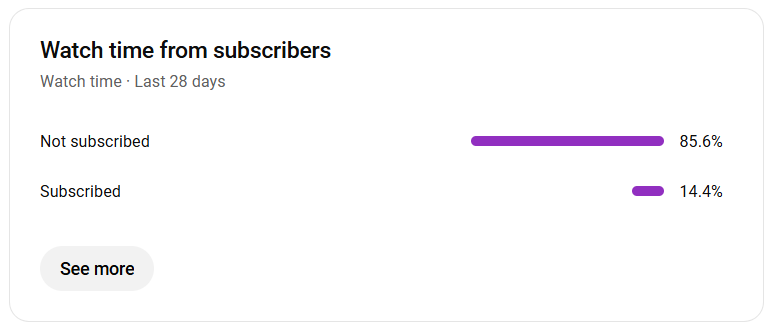 Watch time from subscribers
Watch time · Last 28 days
Not subscribed 85.6%
Subscribed 14.4%
See more